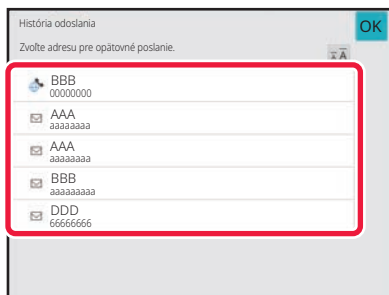 História odoslania
OK
Zvoľte adresu pre opätovné poslanie.
A A
BBB
00000000
AAA
aaaaaaaa
AAA
aaaaaaaa
BBB
aaaaaaaaa
DDD
66666666